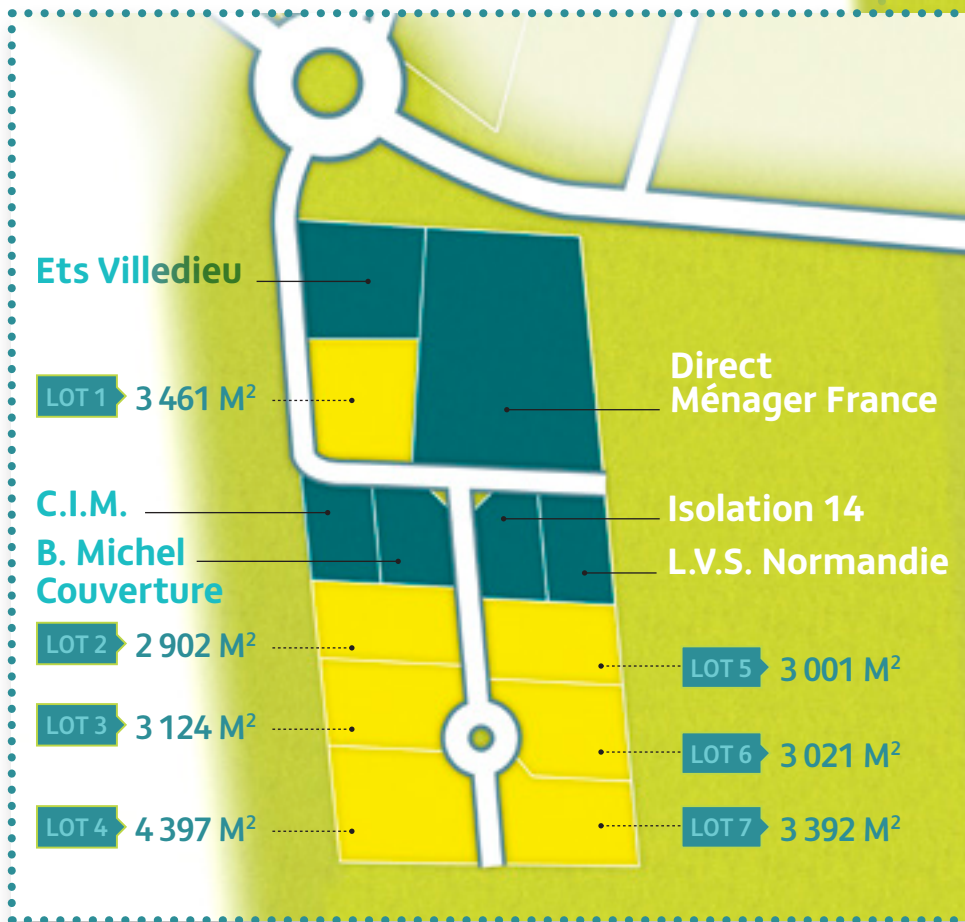 Ets Villedieu
LOT 1 3 461 M²
Direct
Ménager France
C.I.M.
B. Michel
Couverture
Isolation 14
L.V.S. Normandie
LOT 2 2 902 M²
LOT 3 3 124 M²
LOT 4 4 397 M²
LOT 5 3 001 M²
LOT 6 3 021 M²
LOT 7 3 392 M²